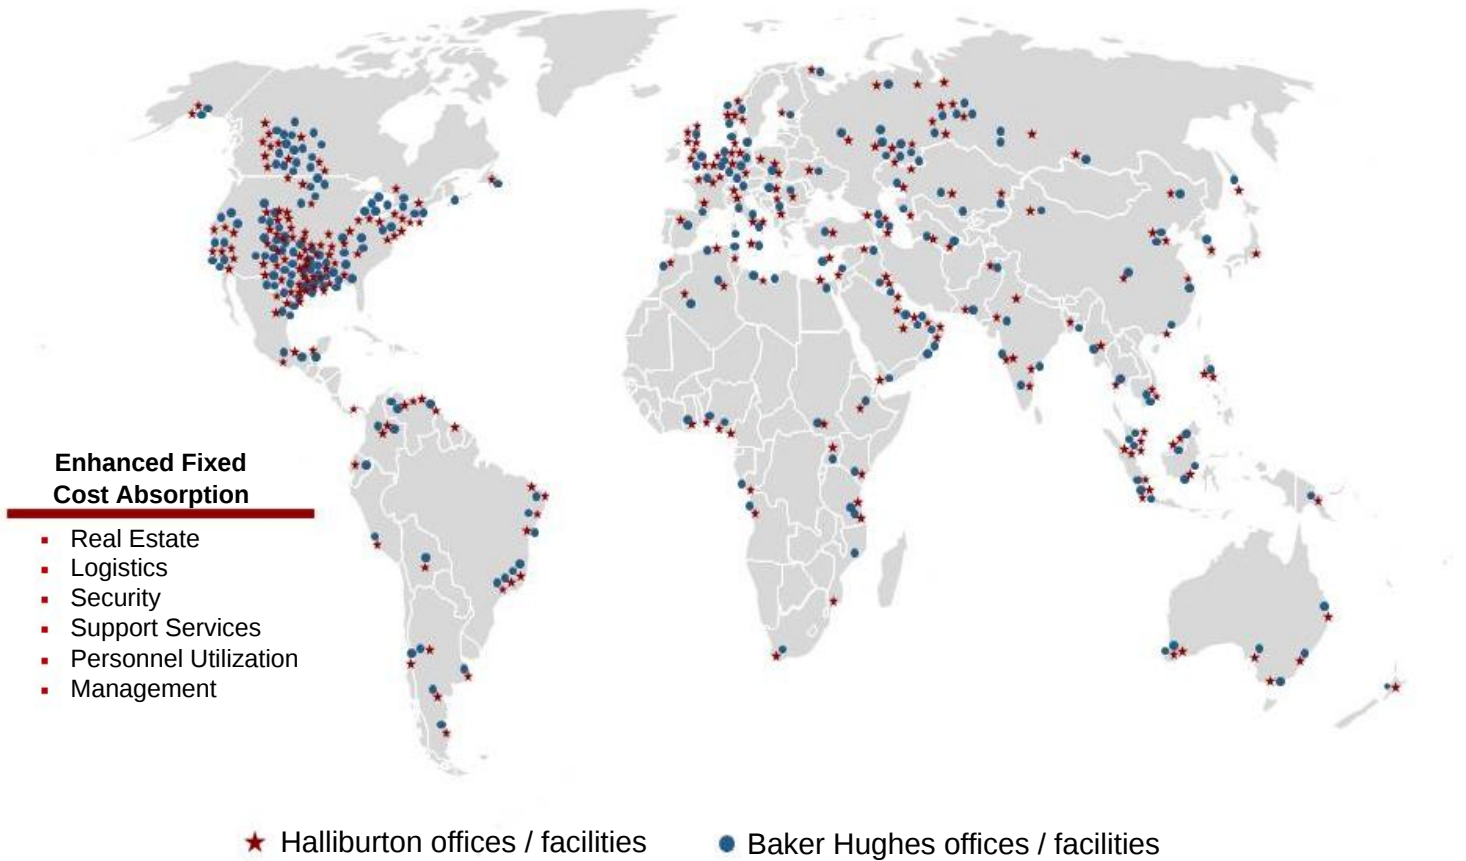 Enhanced Fixed
Cost Absorption
▪ Real Estate
▪ Logistics
▪ Security
▪ Support Services
▪ Personnel Utilization
▪ Management
★ Halliburton offices / facilities ● Baker Hughes offices / facilities